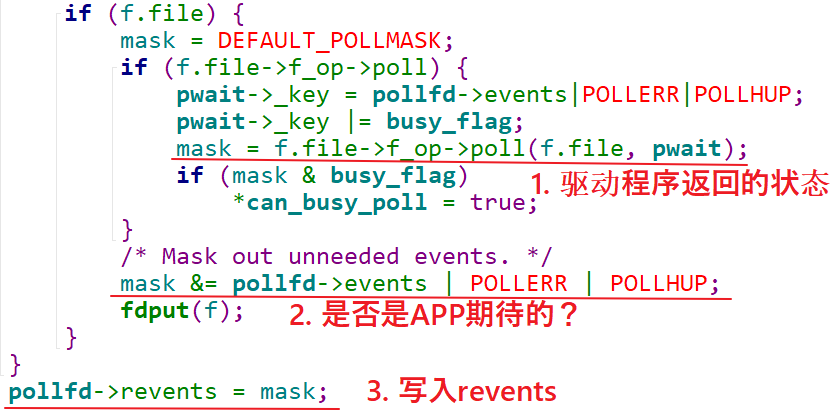 if (f.file) {
mask = DEFAULT_POLLMASK;
if (f.file->f_op->poll) {
pwait->_key = pollfd->events|POLLERR|POLLHUP;
pwait->_key |= busy_flag;
mask = f.file->f_op->poll(f.file, pwait);
if (mask & busy_flag) 1. 驱动程序返回的状态
*can_busy_poll = true;
}
/* Mask out unneeded events. */
mask &= pollfd->events | POLLERR | POLLHUP;
fdput(f); 2. 是否是APP期待的？
}
}
pollfd->revents = mask; 3. 写入revents